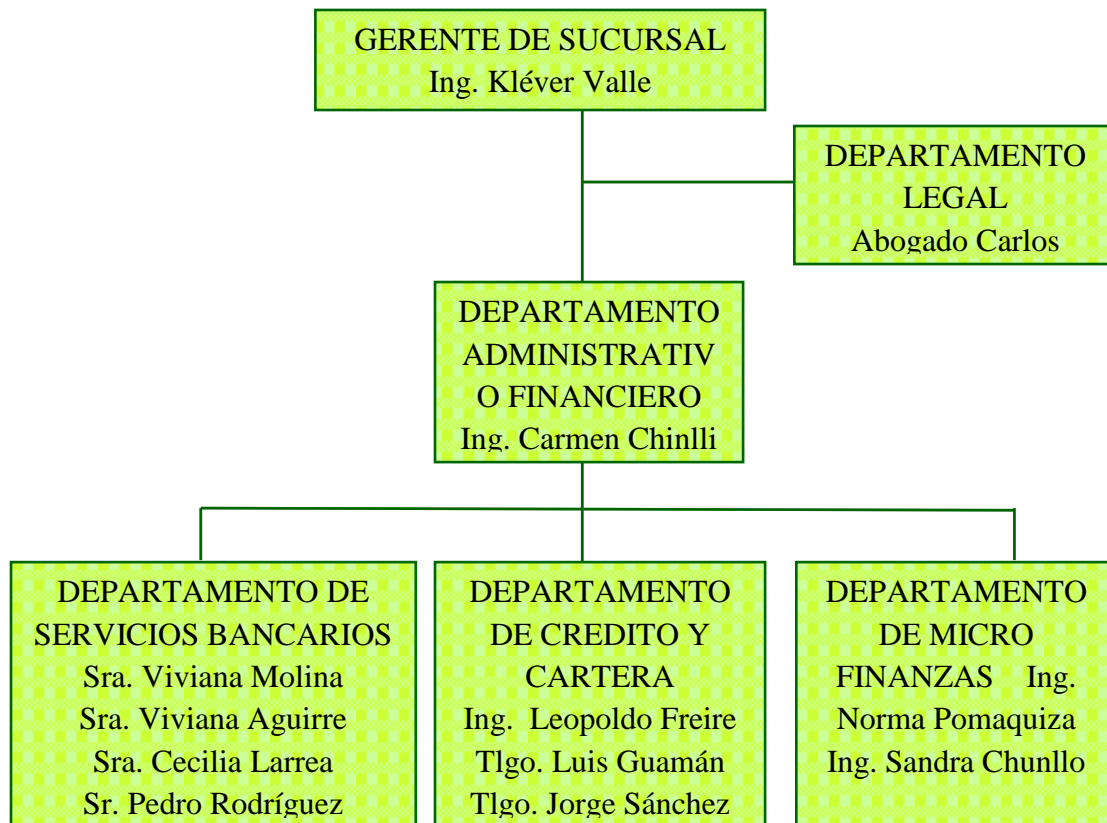 GERENTE DE SUCURSAL
Ing. Kléver Valle
DEPARTAMENTO
LEGAL
Abogado Carlos
DEPARTAMENTO
ADMINISTRATIV
O FINANCIERO
Ing. Carmen Chinlli
DEPARTAMENTO DE
SERVICIOS BANCARIOS
Sra. Viviana Molina
Sra. Viviana Aguirre
Sra. Cecilia Larrea
Sr. Pedro Rodríguez
DEPARTAMENTO
DE CREDITO Y
CARTERA
Ing. Leopoldo Freire
Tlgo. Luis Guamán
Tlgo. Jorge Sánchez
DEPARTAMENTO
DE MICRO
FINANZAS Ing.
Norma Pomaquiza
Ing. Sandra Chunllo